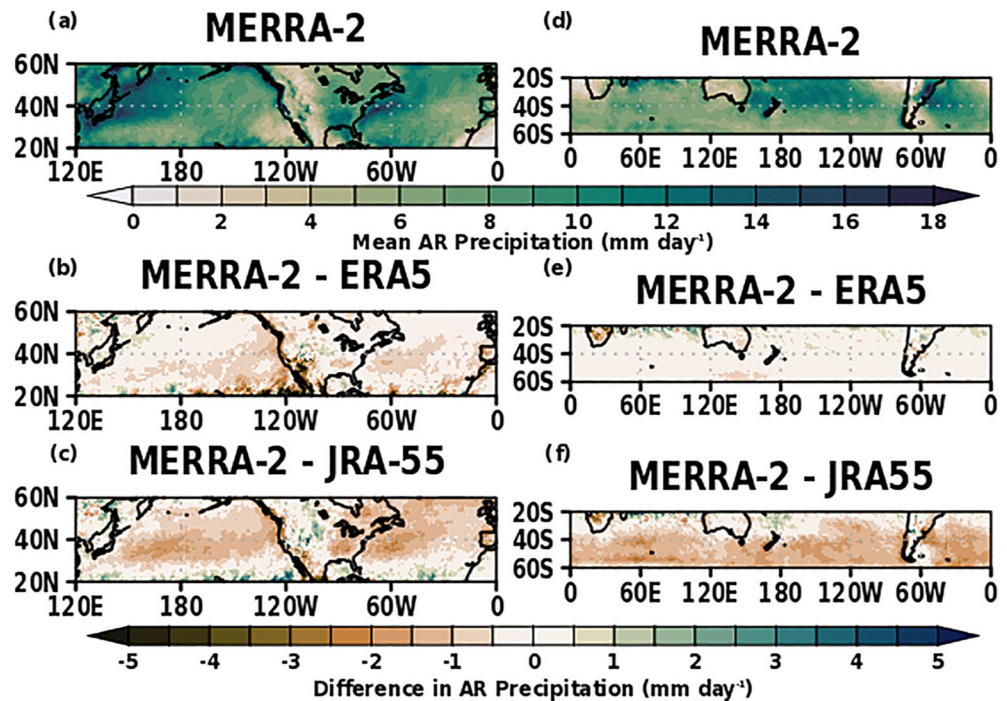 (a)
MERRA-2
60N
40N
20N
120E 180 120W 60W 0
(d)
MERRA-2
20S
40S
60S
0 60E 120E 180 120W 60W 0
0 2 4 6 8 10 12 14 16 18
Mean AR Precipitation (mm day-1)
(b)
MERRA-2 - ERA5
60N
40N
20N
120E 180 120W 60W 0
(e)
MERRA-2 - ERA5
20S
40S
60S
0 60E 120E 180 120W 60W 0
(c)
MERRA-2 - JRA-55
60N
40N
20N
120E 180 120W 60W 0
(f)
MERRA-2 - JRA55
20S
40S
60S
0 60E 120E 180 120W 60W 0
-5 -4 -3 -2 -1 0 1 2 3 4 5
Difference in AR Precipitation (mm day-1)